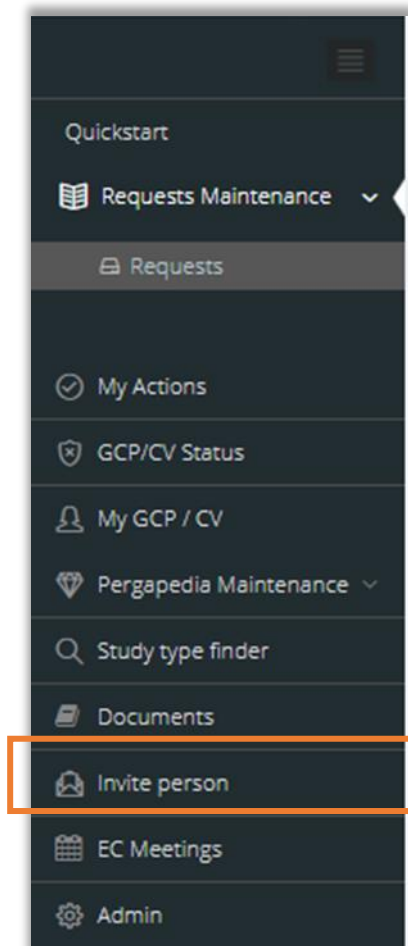 Quickstart
Requests Maintenance
Requests
My Actions
GCP/CV Status
My GCP / CV
Pergapedia Maintenance
Study type finder
Documents
Invite person
EC Meetings
Admin